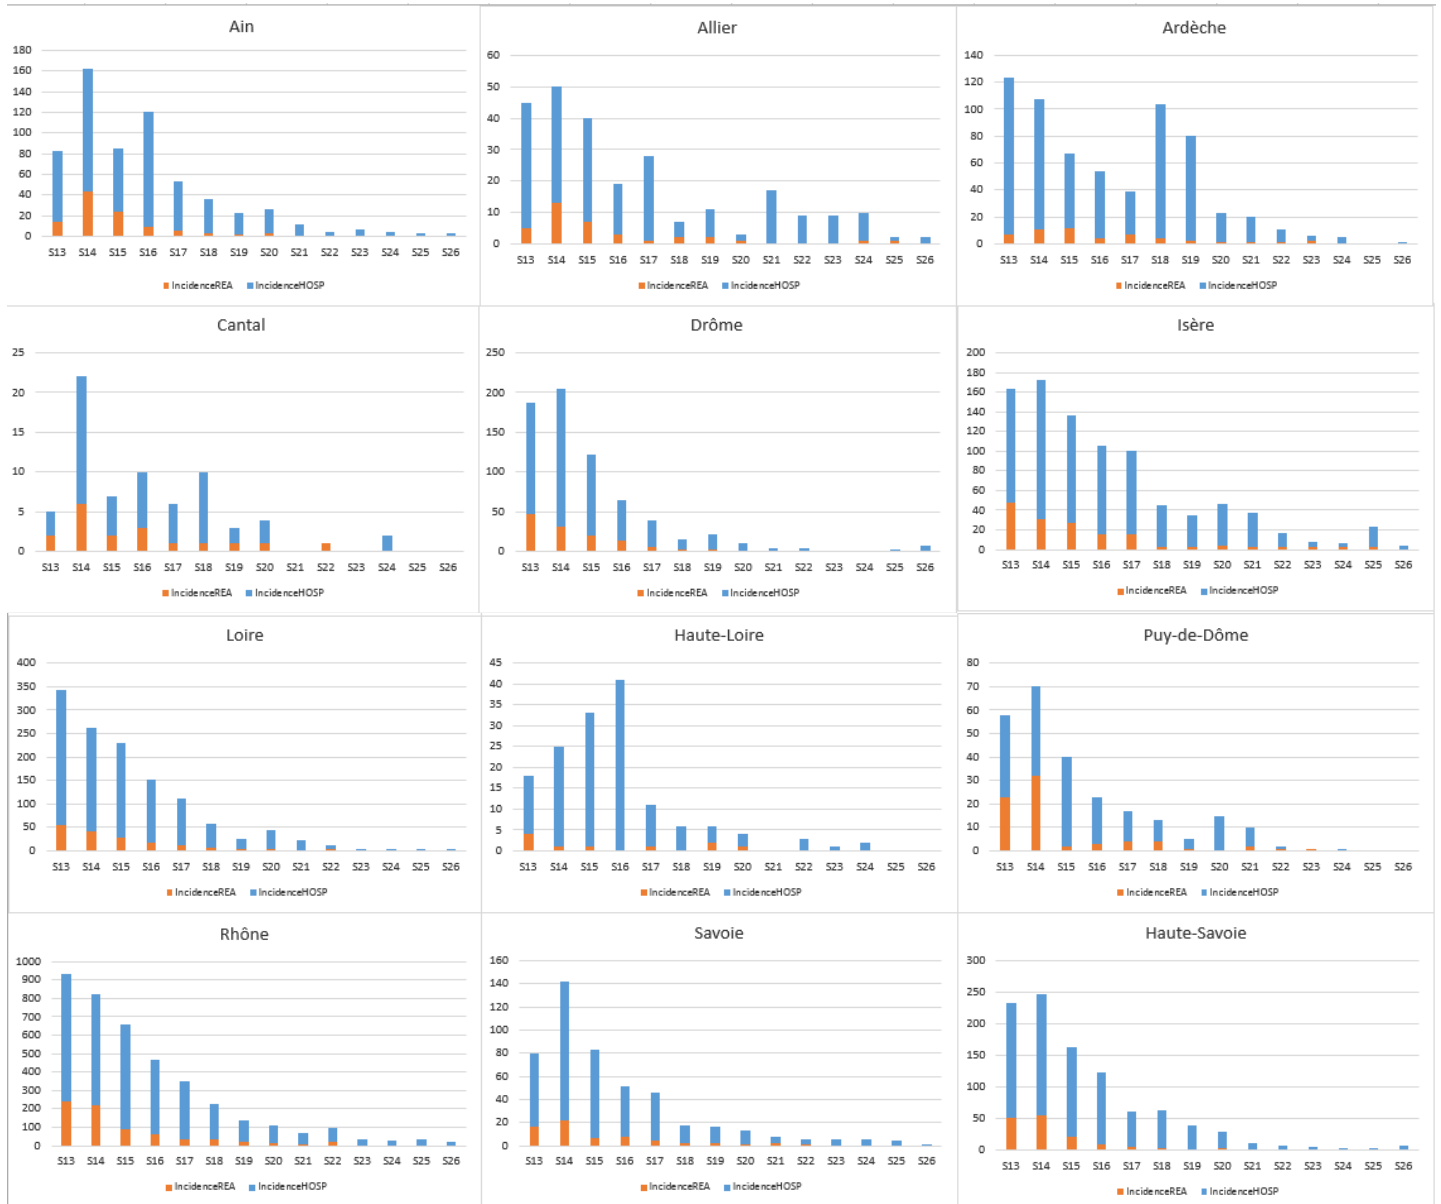 Ain
180
160
140
120
100
80
60
40
20
0
S13 S14 S15 S16 S17 S18 S19 S20 S21 S22 S23 S24 S25 S26
IncidenceREA IncidenceHOSP
Allier
60
50
40
30
20
10
0
S13 S14 S15 S16 S17 S18 S19 S20 S21 S22 S23 S24 S25 S26
IncidenceREA IncidenceHOSP
Ardèche
140
120
100
80
60
40
20
0
S13 S14 S15 S16 S17 S18 S19 S20 S21 S22 S23 S24 S25 S26
IncidenceREA IncidenceHOSP
Cantal
25
20
15
10
5
0
S13 S14 S15 S16 S17 S18 S19 S20 S21 S22 S23 S24 S25 S26
IncidenceREA IncidenceHOSP
Drôme
250
200
150
100
50
0
S13 S14 S15 S16 S17 S18 S19 S20 S21 S22 S23 S24 S25 S26
IncidenceREA IncidenceHOSP
Isère
200
180
160
140
120
100
80
60
40
20
0
S13 S14 S15 S16 S17 S18 S19 S20 S21 S22 S23 S24 S25 S26
IncidenceREA IncidenceHOSP
Loire
400
350
300
250
200
150
100
50
0
S13 S14 S15 S16 S17 S18 S19 S20 S21 S22 S23 S24 S25 S26
IncidenceREA IncidenceHOSP
Haute-Loire
45
40
35
30
25
20
15
10
5
0
S13 S14 S15 S16 S17 S18 S19 S20 S21 S22 S23 S24 S25 S26
IncidenceREA IncidenceHOSP
Puy-de-Dôme
80
70
60
50
40
30
20
10
0
S13 S14 S15 S16 S17 S18 S19 S20 S21 S22 S23 S24 S25 S26
IncidenceREA IncidenceHOSP
Rhône
1000
900
800
700
600
500
400
300
200
100
0
S13 S14 S15 S16 S17 S18 S19 S20 S21 S22 S23 S24 S25 S26
IncidenceREA IncidenceHOSP
Savoie
160
140
120
100
80
60
40
20
0
S13 S14 S15 S16 S17 S18 S19 S20 S21 S22 S23 S24 S25 S26
IncidenceREA IncidenceHOSP
Haute-Savoie
300
250
200
150
100
50
0
S13 S14 S15 S16 S17 S18 S19 S20 S21 S22 S23 S24 S25 S26
IncidenceREA IncidenceHOSP